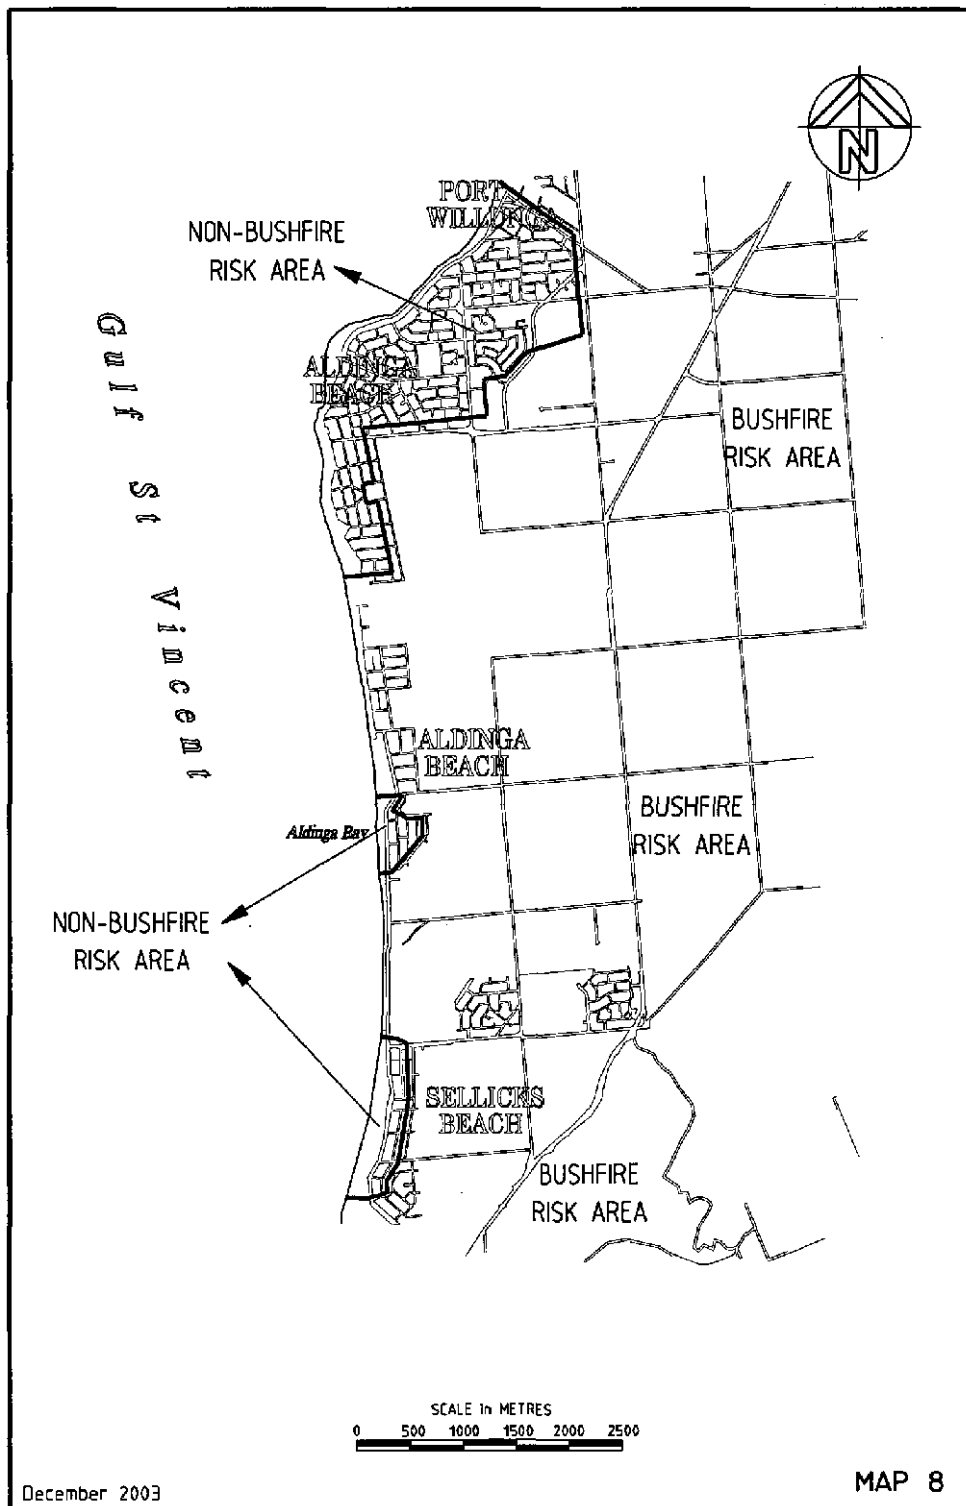 N
PORT
WILLUNGA
NON-BUSHFIRE
RISK AREA
Gulf St Vincent
ALDINGA
BEACH
BUSHFIRE
RISK AREA
ALDINGA
BEACH
BUSHFIRE
RISK AREA
Aldinga Bay
NON-BUSHFIRE
RISK AREA
SELLICKS
BEACH
BUSHFIRE
RISK AREA
SCALE in METRES
0 500 1000 1500 2000 2500
December 2003
MAP 8